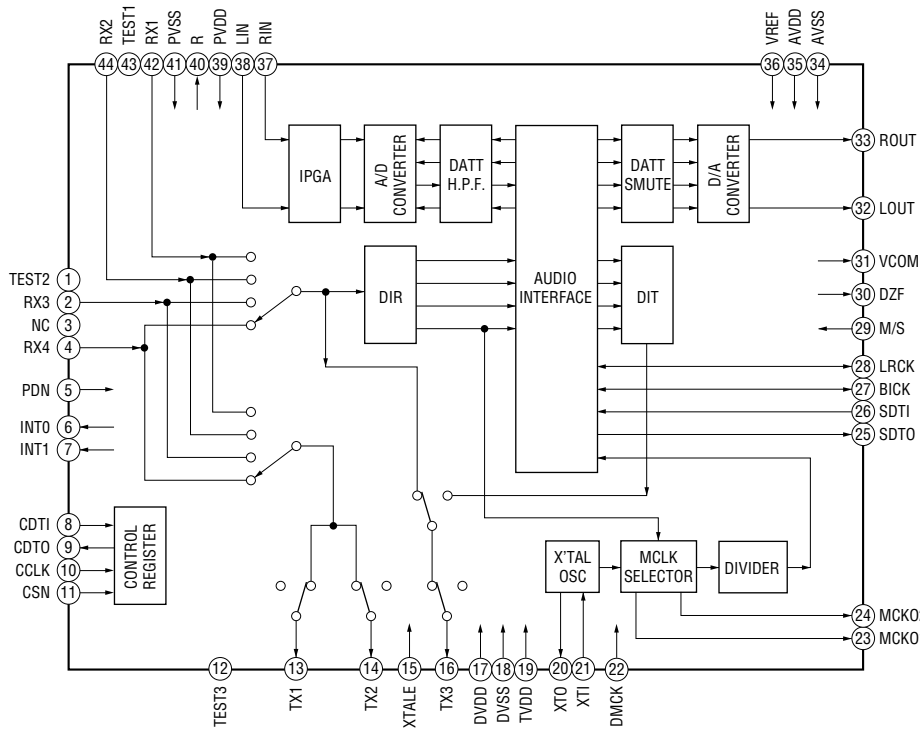 RX2
TEST1
RX1
PVSS
R
PVDD
LIN
RIN
VREF
AVDD
AVSS
44
43
42
41
40
39
38
37
36
35
34
IPGA
A/D
CONVERTER
DATT
H.P.F.
AUDIO
INTERFACE
DATT
SMUTE
D/A
CONVERTER
33 ROUT
32 LOUT
TEST2 1
RX3 2
NC 3
RX4 4
PDN 5
INT0 6
INT1 7
DIR
DIT
31 VCOM
30 DZF
29 M/S
28 LRCK
27 BICK
26 SDTI
25 SDTO
CDTI 8
CDTO 9
CCLK 10
CSN 11
CONTROL
REGISTER
X'TAL
OSC
MCLK
SELECTOR
DIVIDER
24 MCKO
23 MCKO
12
13
14
15
16
17
18
19
20
21
22
TEST3
TX1
TX2
XTALE
TX3
DVDD
DVSS
TVDD
XTO
XTI
DMCK